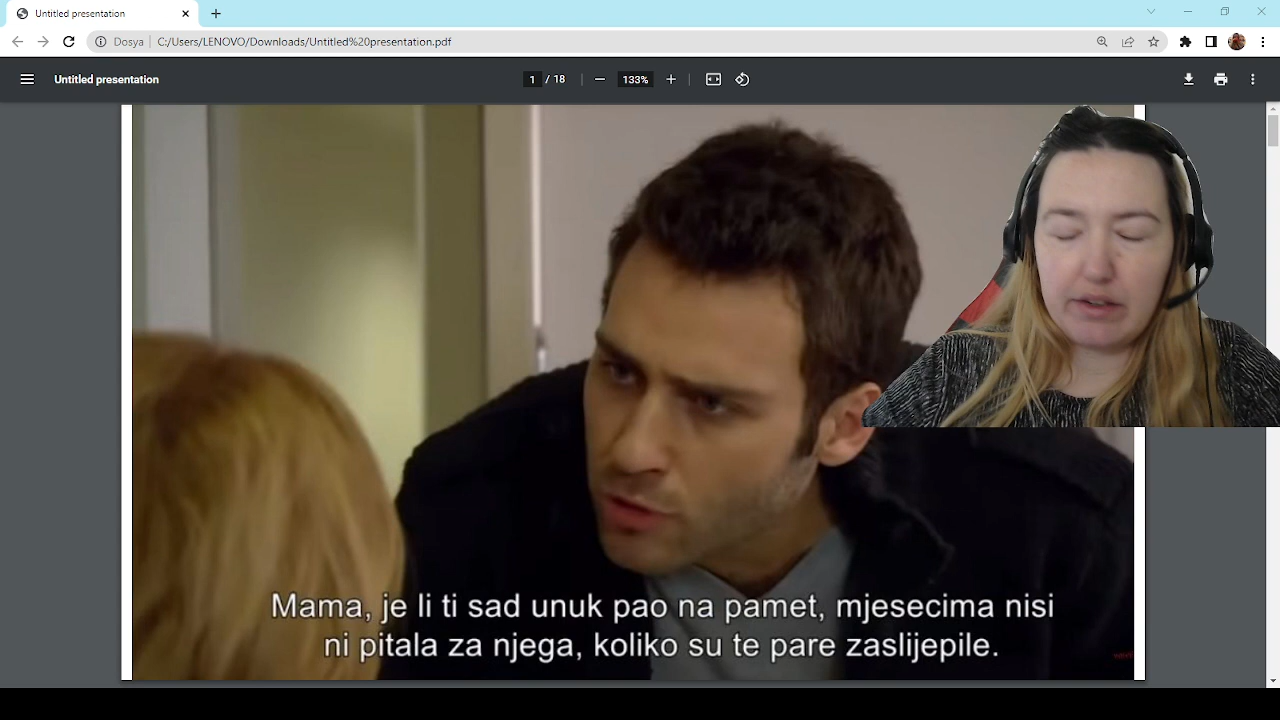 Untitled presentation
Dosya
C:/Users/LENOVO/Downloads/Untitled%20presentation.pdf
Untitled presentation
1 / 18
133%
Mama, je li ti sad unuk pao na pamet, mjesecima nisi
ni pitala za njega, koliko su te pare zaslijepile.